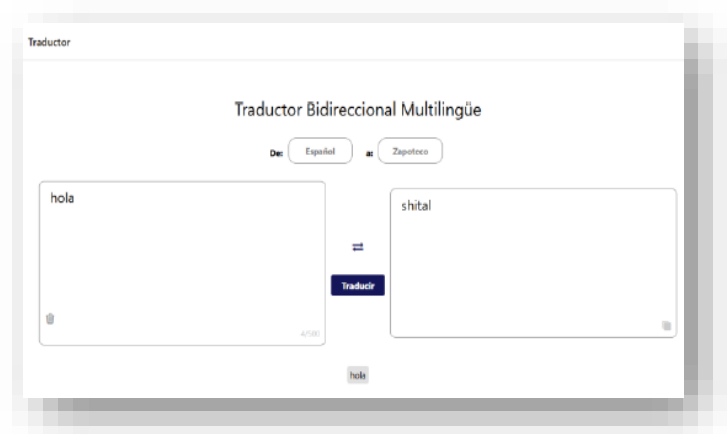 Traductor
Traductor Bidireccional Multilingüe
De: Español a: Zapoteco
hola
shital
Traducir
hola